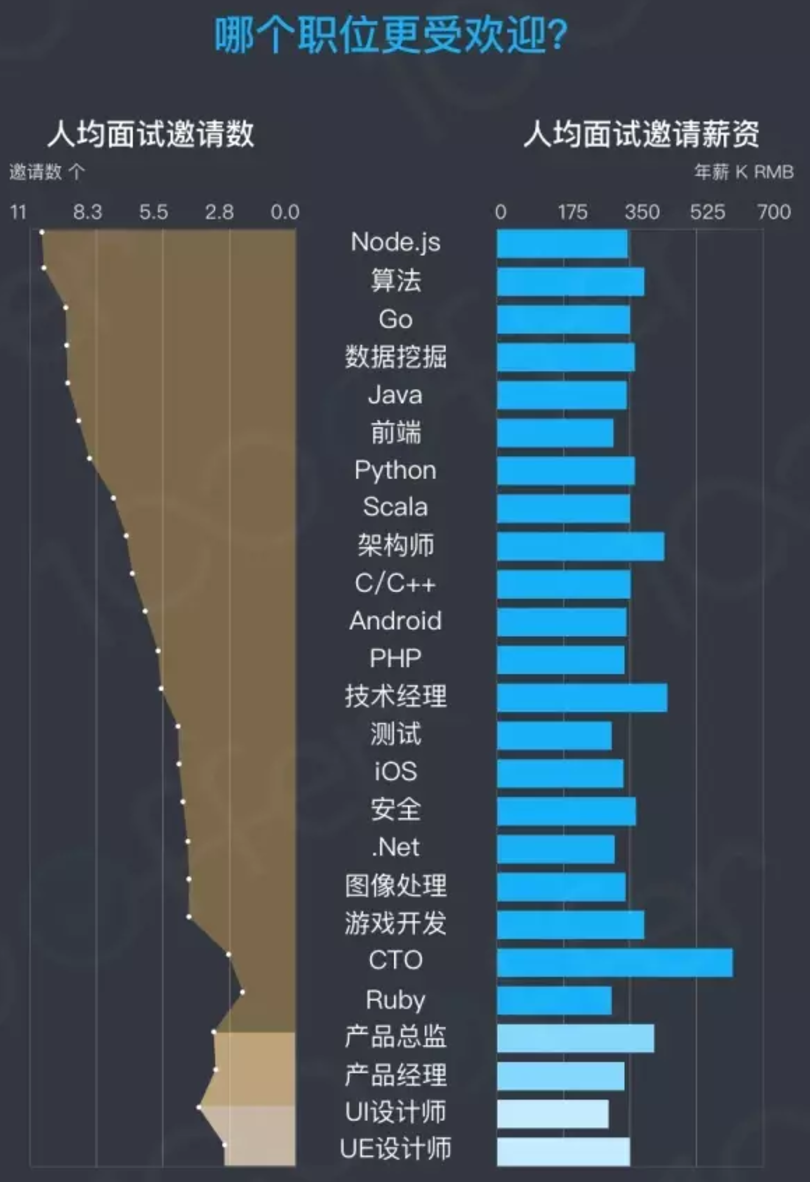 哪个职位更受欢迎?
人均面试邀请数 人均面试邀请薪资
邀请数 个 年薪 K RMB
11 8.3 5.5 2.8 0.0 0 175 350 525 700
Node.js
算法
Go
数据挖掘
Java
前端
Python
Scala
架构师
C/C++
Android
PHP
技术经理
测试
iOS
安全
.Net
图像处理
游戏开发
CTO
Ruby
产品总监
产品经理
UI设计师
UE设计师